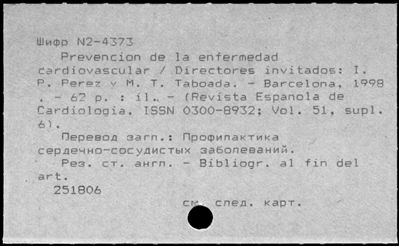 Шифр N2-4373
Prevencion de la enfermedad
cardiovascular / Directores invitados: I.
P. Perez y M. T. Taboada. - Barcelona, 1998
. - 62 p. : il.. - (Revista Espanola de
Cardiologia, ISSN 0300-8932; Vol. 51, supl.
6).
Перевод загл.: Профилактика
сердечно-сосудистых заболеваний.
Рез. ст. англ. - Bibliogr. al fin del
art.
251806
см. след. карт.